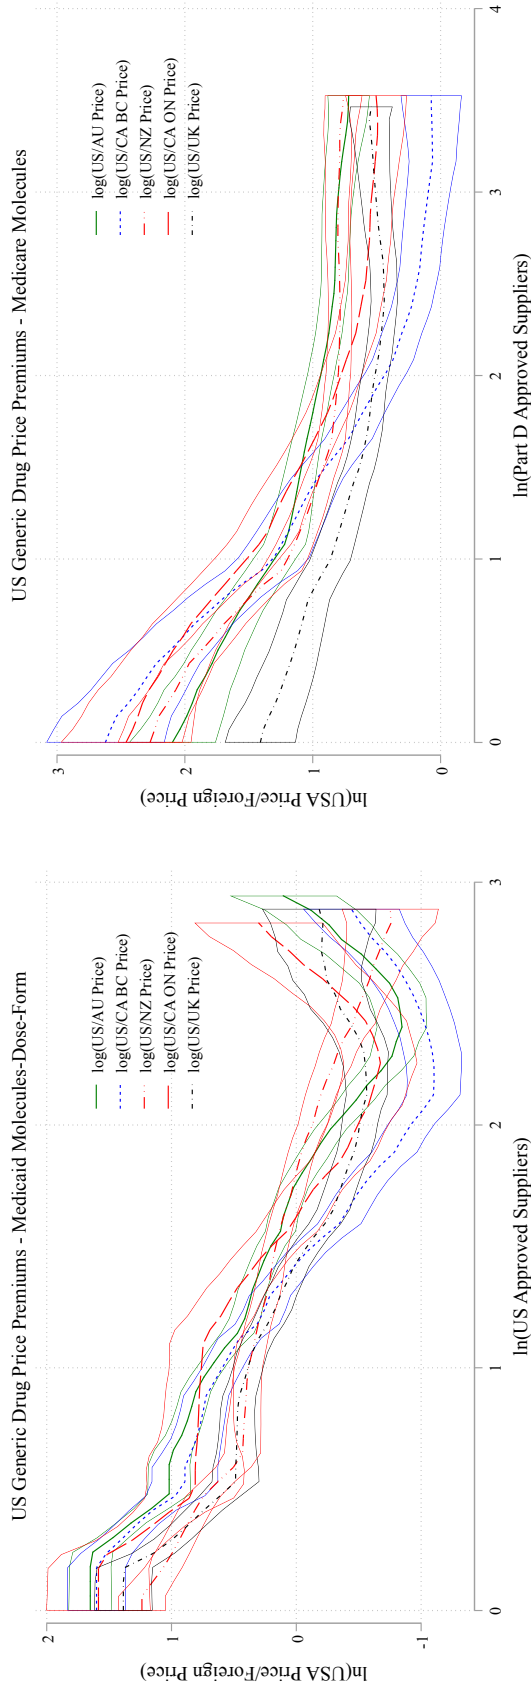 US Generic Drug Price Premiums - Medicaid Molecules-Dose-Form
log(US/AU Price)
log(US/CA BC Price)
log(US/NZ Price)
log(US/CA ON Price)
log(US/UK Price)
ln(USA Price/Foreign Price)
2
1
0
-1
0
1
2
3
ln(US Approved Suppliers)
US Generic Drug Price Premiums - Medicare Molecules
log(US/AU Price)
log(US/CA BC Price)
log(US/NZ Price)
log(US/CA ON Price)
log(US/UK Price)
ln(USA Price/Foreign Price)
3
2
1
0
0
1
2
3
4
ln(Part D Approved Suppliers)